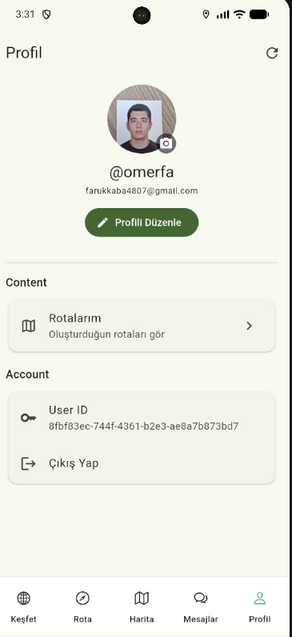 3:31
Profil
@omerfa
farukkaba4807@gmail.com
Profili Düzenle
Content
Rotalarım
Oluşturduğun rotaları gör
Account
User ID
8fbf83ec-744f-4361-b2e3-ae8a7b873bd7
Çıkış Yap
Keşfet
Rota
Harita
Mesajlar
Profil